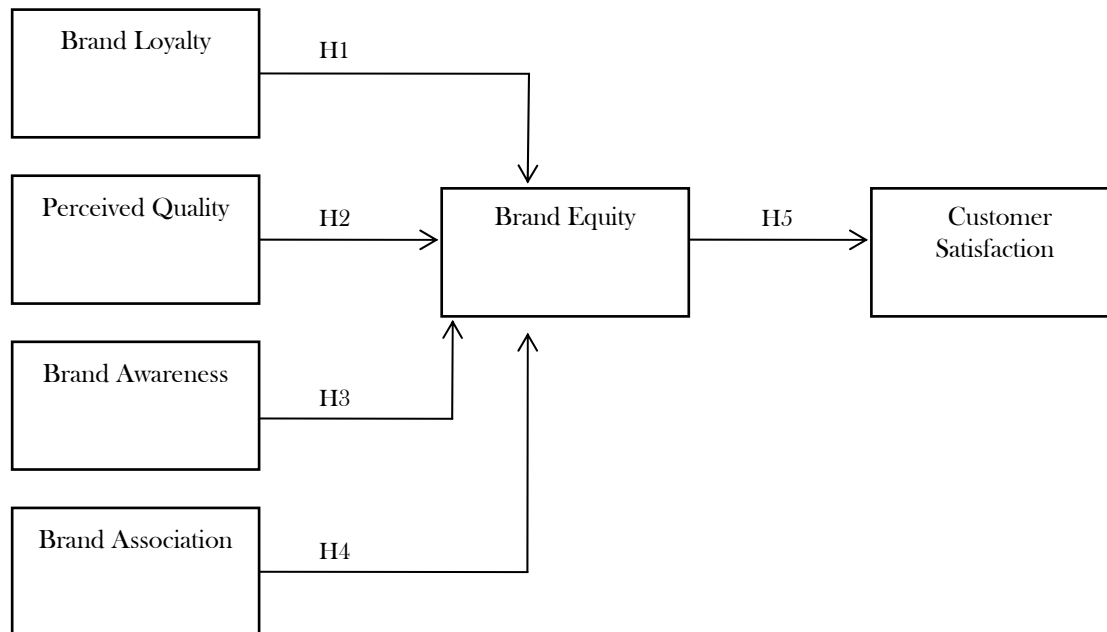 Brand Loyalty
H1
Perceived Quality
H2
Brand Equity
H5
Customer
Satisfaction
Brand Awareness
H3
Brand Association
H4